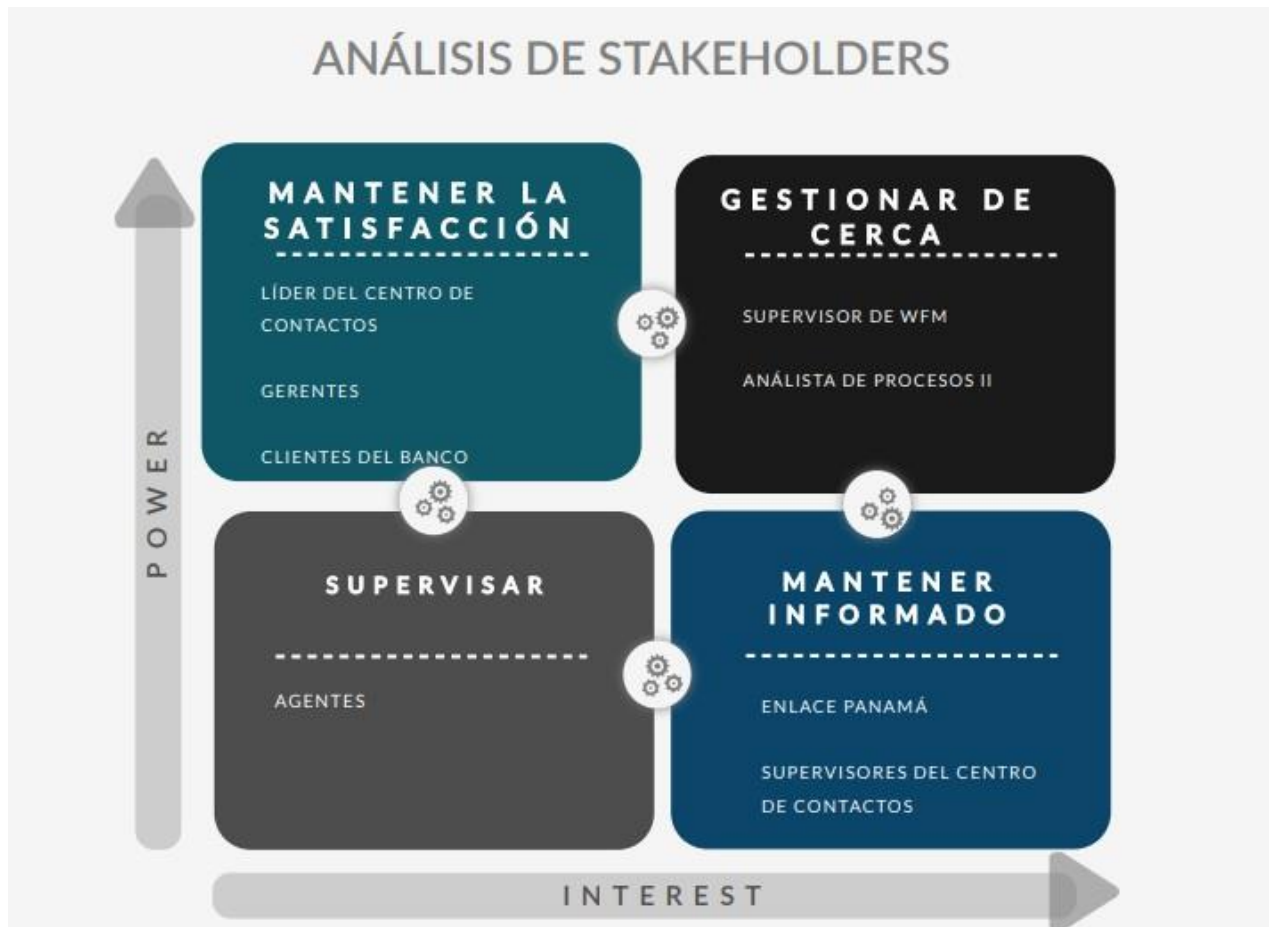 ANÁLISIS DE STAKEHOLDERS
MANTENER LA
SATISFACCIÓN
LÍDER DEL CENTRO DE
CONTACTOS
GERENTES
CLIENTES DEL BANCO
GESTIONAR DE
CERCA
SUPERVISOR DE WFM
ANÁLISTA DE PROCESOS II
POWER
SUPERVISAR
AGENTES
MANTENER
INFORMADO
ENLACE PANAMÁ
SUPERVISORES DEL CENTRO
DE CONTACTOS
INTEREST